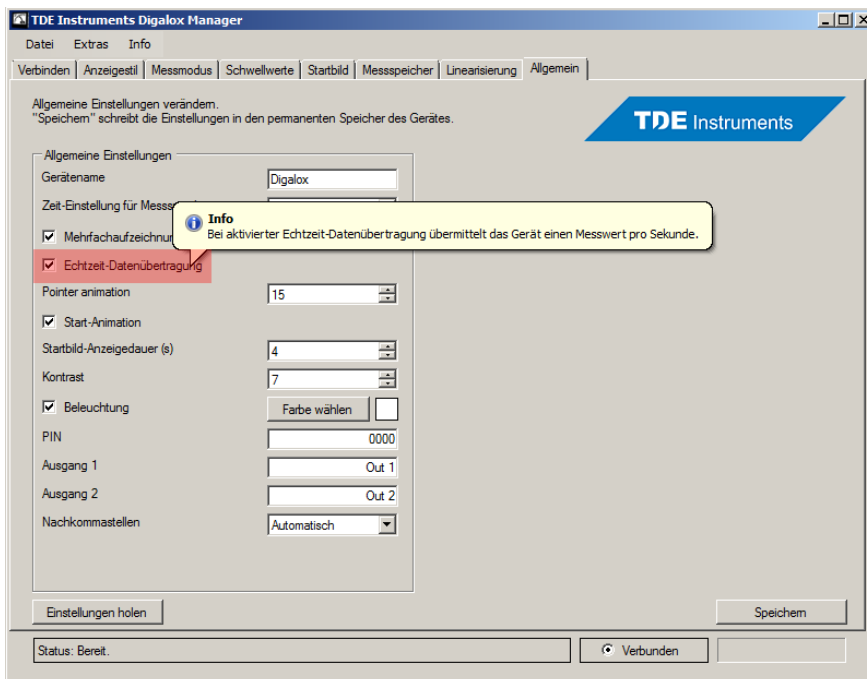 TDE Instruments Digalox Manager
Datei Extras Info
Verbinden Anzeigestil Messmodus Schwellwerte Startbild Messspeicher Linearisierung Allgemein
Allgemeine Einstellungen verändern.
"Speichern" schreibt die Einstellungen in den permanenten Speicher des Gerätes.
TDE Instruments
Allgemeine Einstellungen
Gerätename Digalox
Zeit-Einstellung für
Info
Bei aktivierter Echtzeit-Datenübertragung übermittelt das Gerät einen Messwert pro Sekunde.
Echtzeit-Datenübertragung
Pointer animation 15
Start-Animation
Startbild-Anzeigedauer (s) 4
Kontrast 7
Beleuchtung Farbe wählen
PIN 0000
Ausgang 1 Out 1
Ausgang 2 Out 2
Nachkommastellen Automatisch
Einstellungen holen Speichern
Status: Bereit. Verbunden